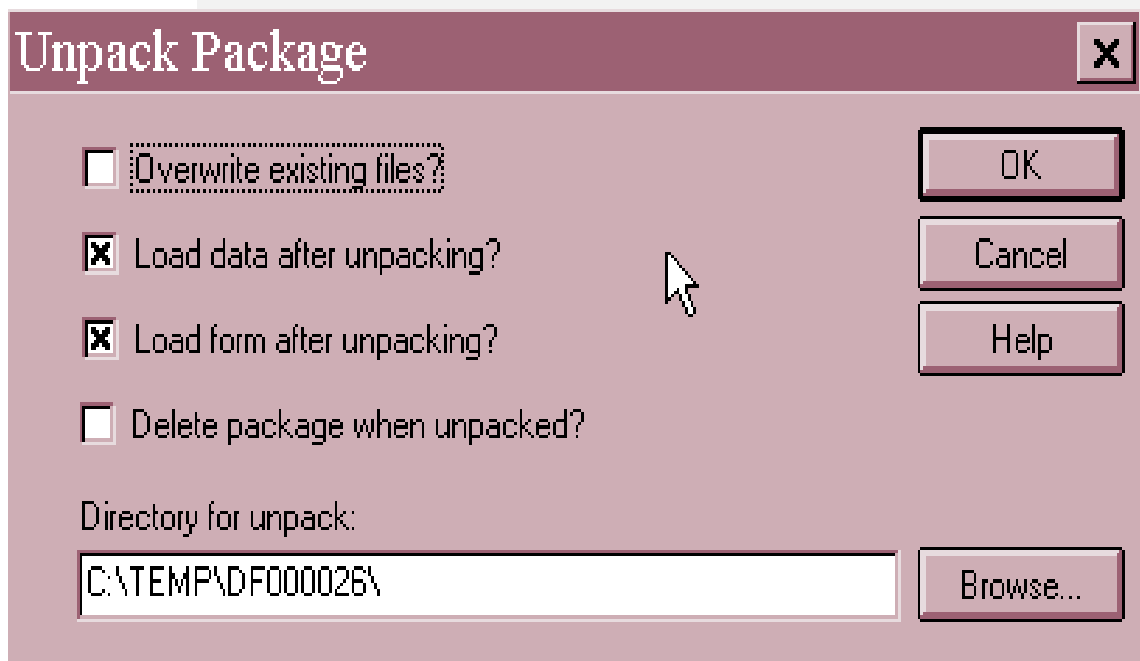 Unpack Package
Overwrite existing files?
OK
Load data after unpacking?
Cancel
Load form after unpacking?
Help
Delete package when unpacked?
Directory for unpack:
C:\TEMP\DF000026\
Browse...